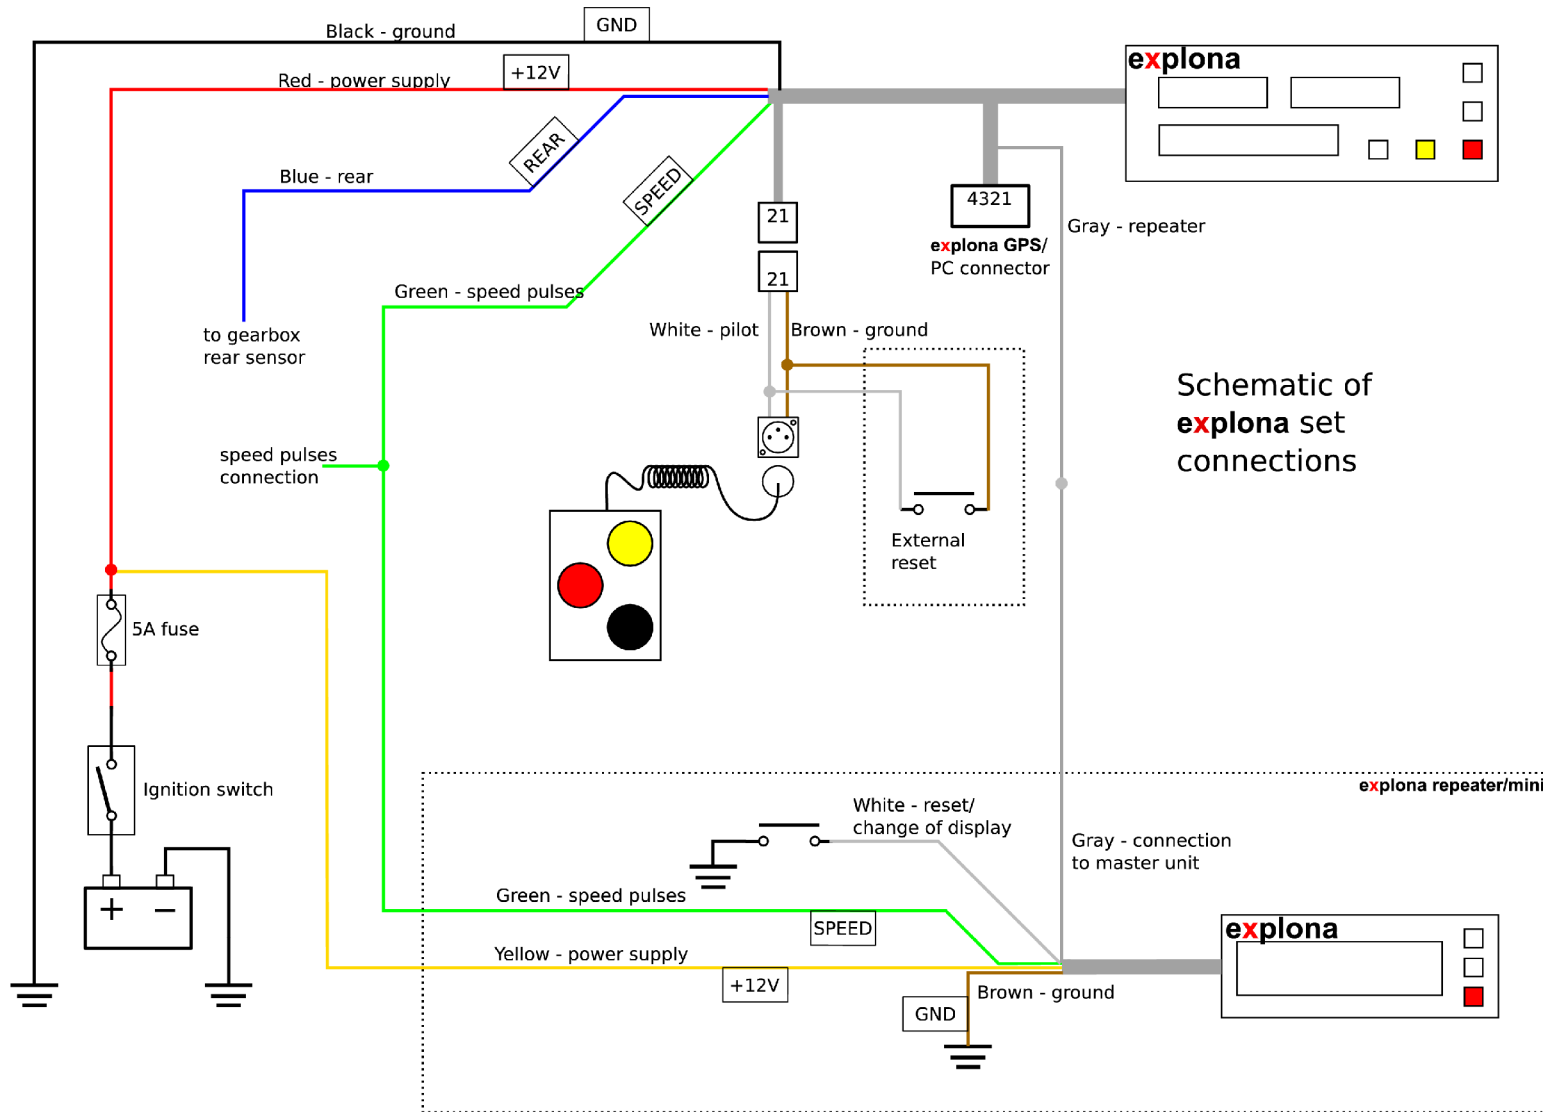 Black - ground
GND
explona
Red - power supply
+12V
REAR
Blue - rear
SPEED
21
4321
Gray - repeater
explona GPS/
PC connector
21
Green - speed pulses
to gearbox
rear sensor
White - pilot
Brown - ground
Schematic of
explona set
connections
speed pulses
connection
External
reset
5A fuse
Ignition switch
explona repeater/mini
White - reset/
change of display
Gray - connection
to master unit
+ −
Green - speed pulses
SPEED
explona
Yellow - power supply
+12V
Brown - ground
GND